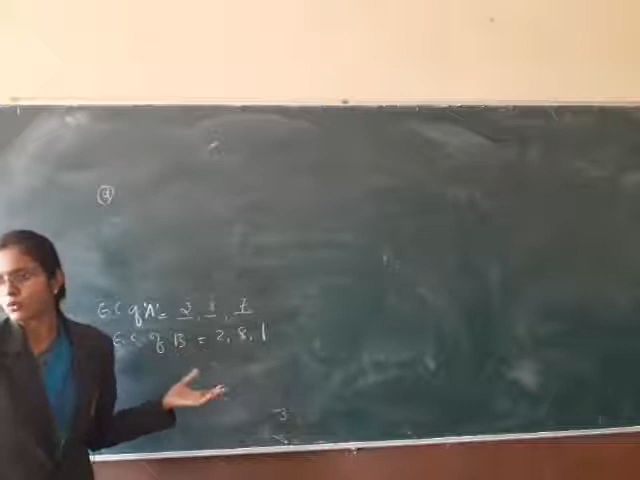 (a)
E.C of 'A' = 2, 8, 7
E.C. of B = 2, 8, 1